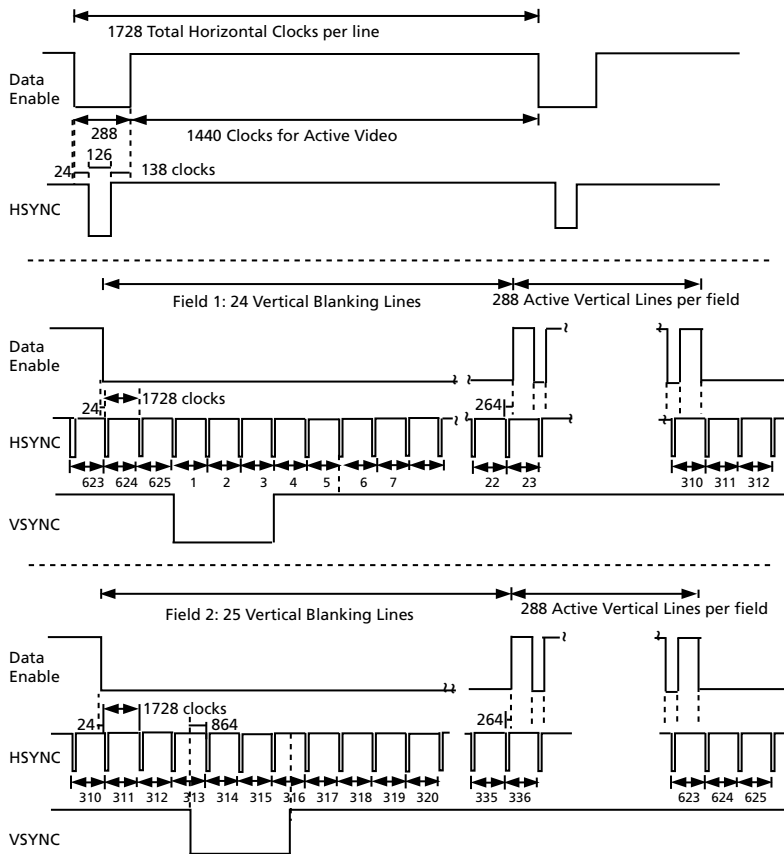 1728 Total Horizontal Clocks per line
Data
Enable
288
1440 Clocks for Active Video
126
24
138 clocks
HSYNC
Field 1: 24 Vertical Blanking Lines
288 Active Vertical Lines per field
Data
Enable
24
1728 clocks
264
HSYNC
623 624 625 1 2 3 4 5 6 7 22 23 310 311 312
VSYNC
Field 2: 25 Vertical Blanking Lines
288 Active Vertical Lines per field
Data
Enable
24
1728 clocks
864
264
HSYNC
310 311 312 313 314 315 316 317 318 319 320 335 336 623 624 625
VSYNC